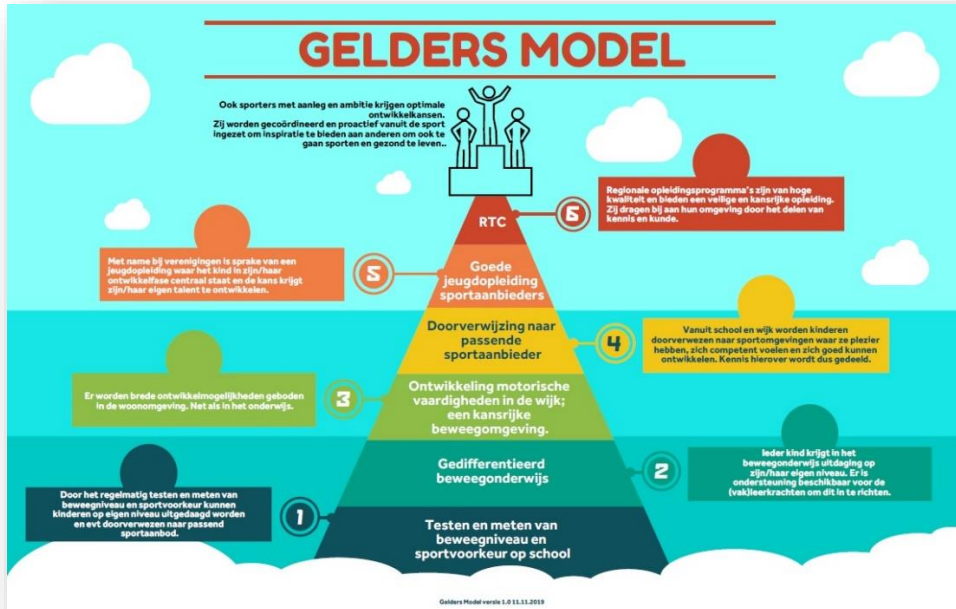 GELDERS MODEL
Ook sporters met aanleg en ambitie krijgen optimale
ontwikkelkansen.
Zij worden gecoördineerd en proactief vanuit de sport
ingezet om inspiratie te bieden aan anderen om ook te
gaan sporten en gezond te leven..
RTC
6
Regionale opleidingsprogramma's zijn van hoge
kwaliteit en bieden een veilige en kansrijke opleiding.
Zij dragen bij aan hun omgeving door het delen van
kennis en kunde.
Met name bij verenigingen is sprake van een
jeugdopleiding waar het kind in zijn/haar
ontwikkelfase centraal staat en de kans krijgt
zijn/haar eigen talent te ontwikkelen.
5
Goede
jeugdopleiding
sportaanbieders
Doorverwijzing naar
passende
sportaanbieder
4
Vanuit school en wijk worden kinderen
doorverwezen naar sportomgevingen waar ze plezier
hebben, zich competent voelen en zich goed kunnen
ontwikkelen. Kennis hierover wordt dus gedeeld.
Er worden brede ontwikkelmogelijkheden geboden
in de woonomgeving. Net als in het onderwijs.
3
Ontwikkeling motorische
vaardigheden in de wijk;
een kansrijke
beweegomgeving.
Gedifferentieerd
beweegonderwijs
2
Ieder kind krijgt in het
beweegonderwijs uitdaging op
zijn/haar eigen niveau. Er is
ondersteuning beschikbaar voor de
(vak)leerkrachten om dit in te richten.
Door het regelmatig testen en meten van
beweegniveau en sportvoorkeur kunnen
kinderen op eigen niveau uitgedaagd worden
en evt doorverwezen naar passend
sportaanbod.
1
Testen en meten van
beweegniveau en
sportvoorkeur op school
Gelders Model versie 1.0 11.11.2019